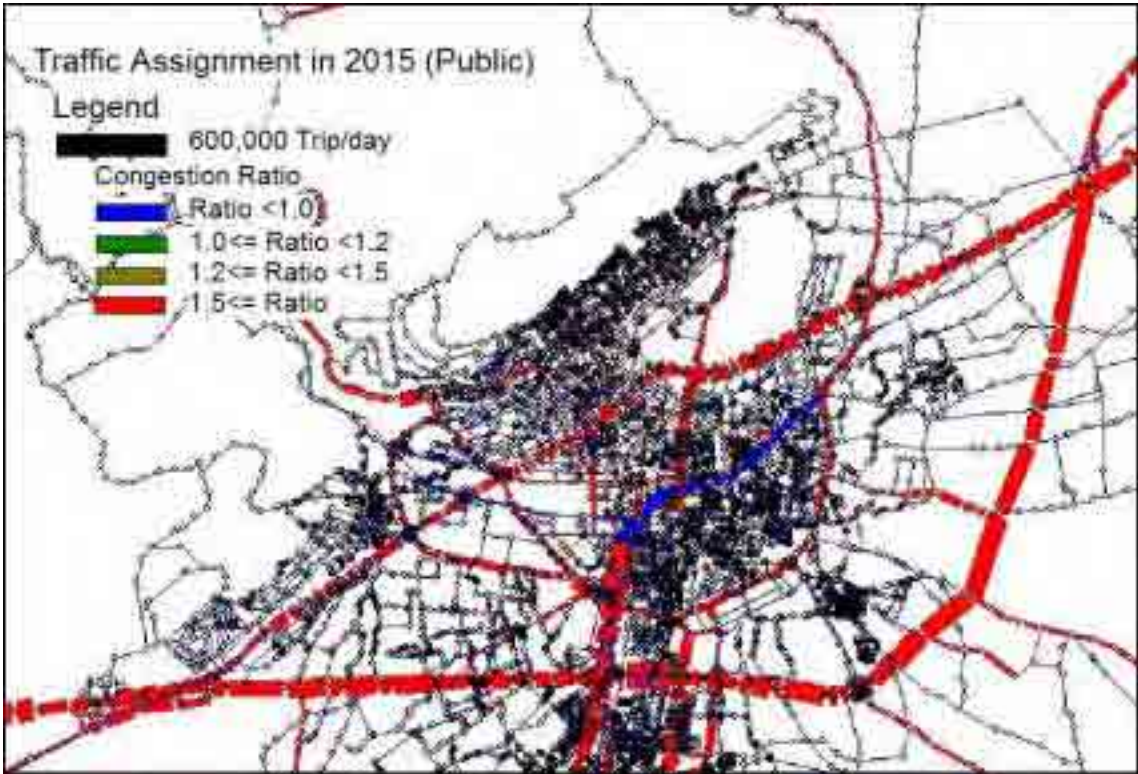 Traffic Assignment in 2015 (Public)
Legend
600,000 Trip/day
Congestion Ratio
Ratio <1.0
1.0<= Ratio <1.2
1.2<= Ratio <1.5
1.5<= Ratio